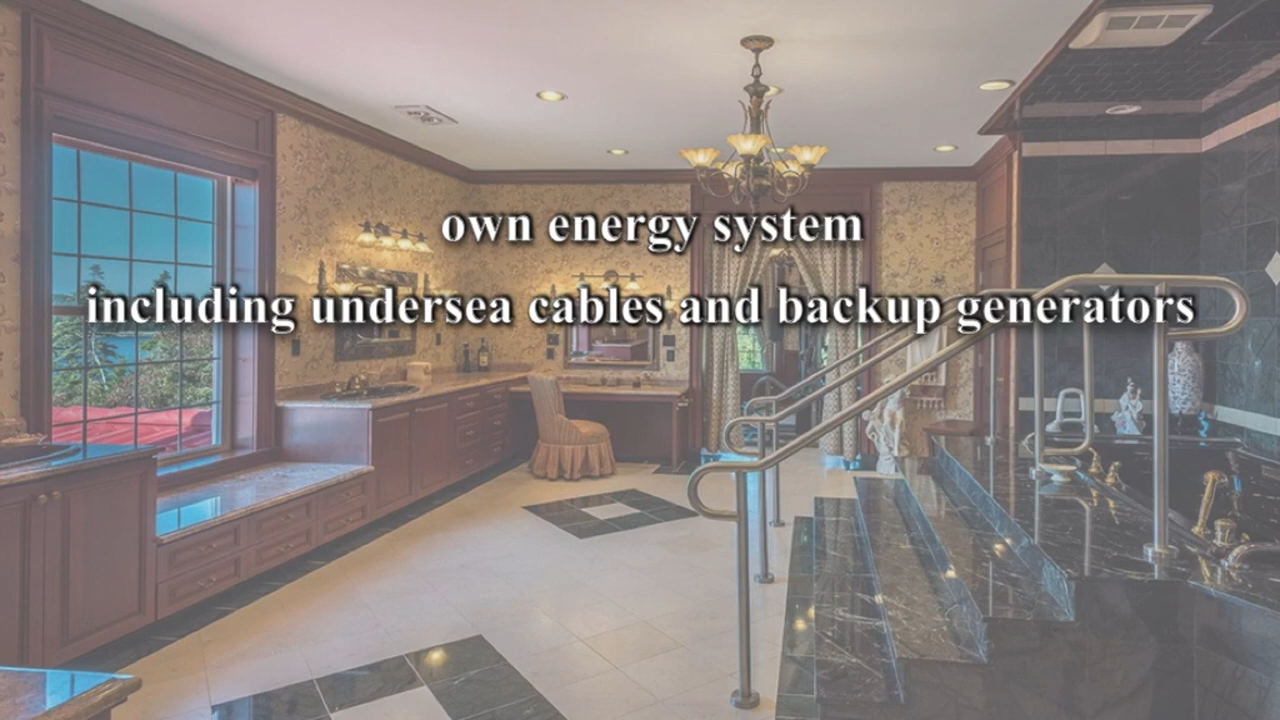 own energy system
including undersea cables and backup generators